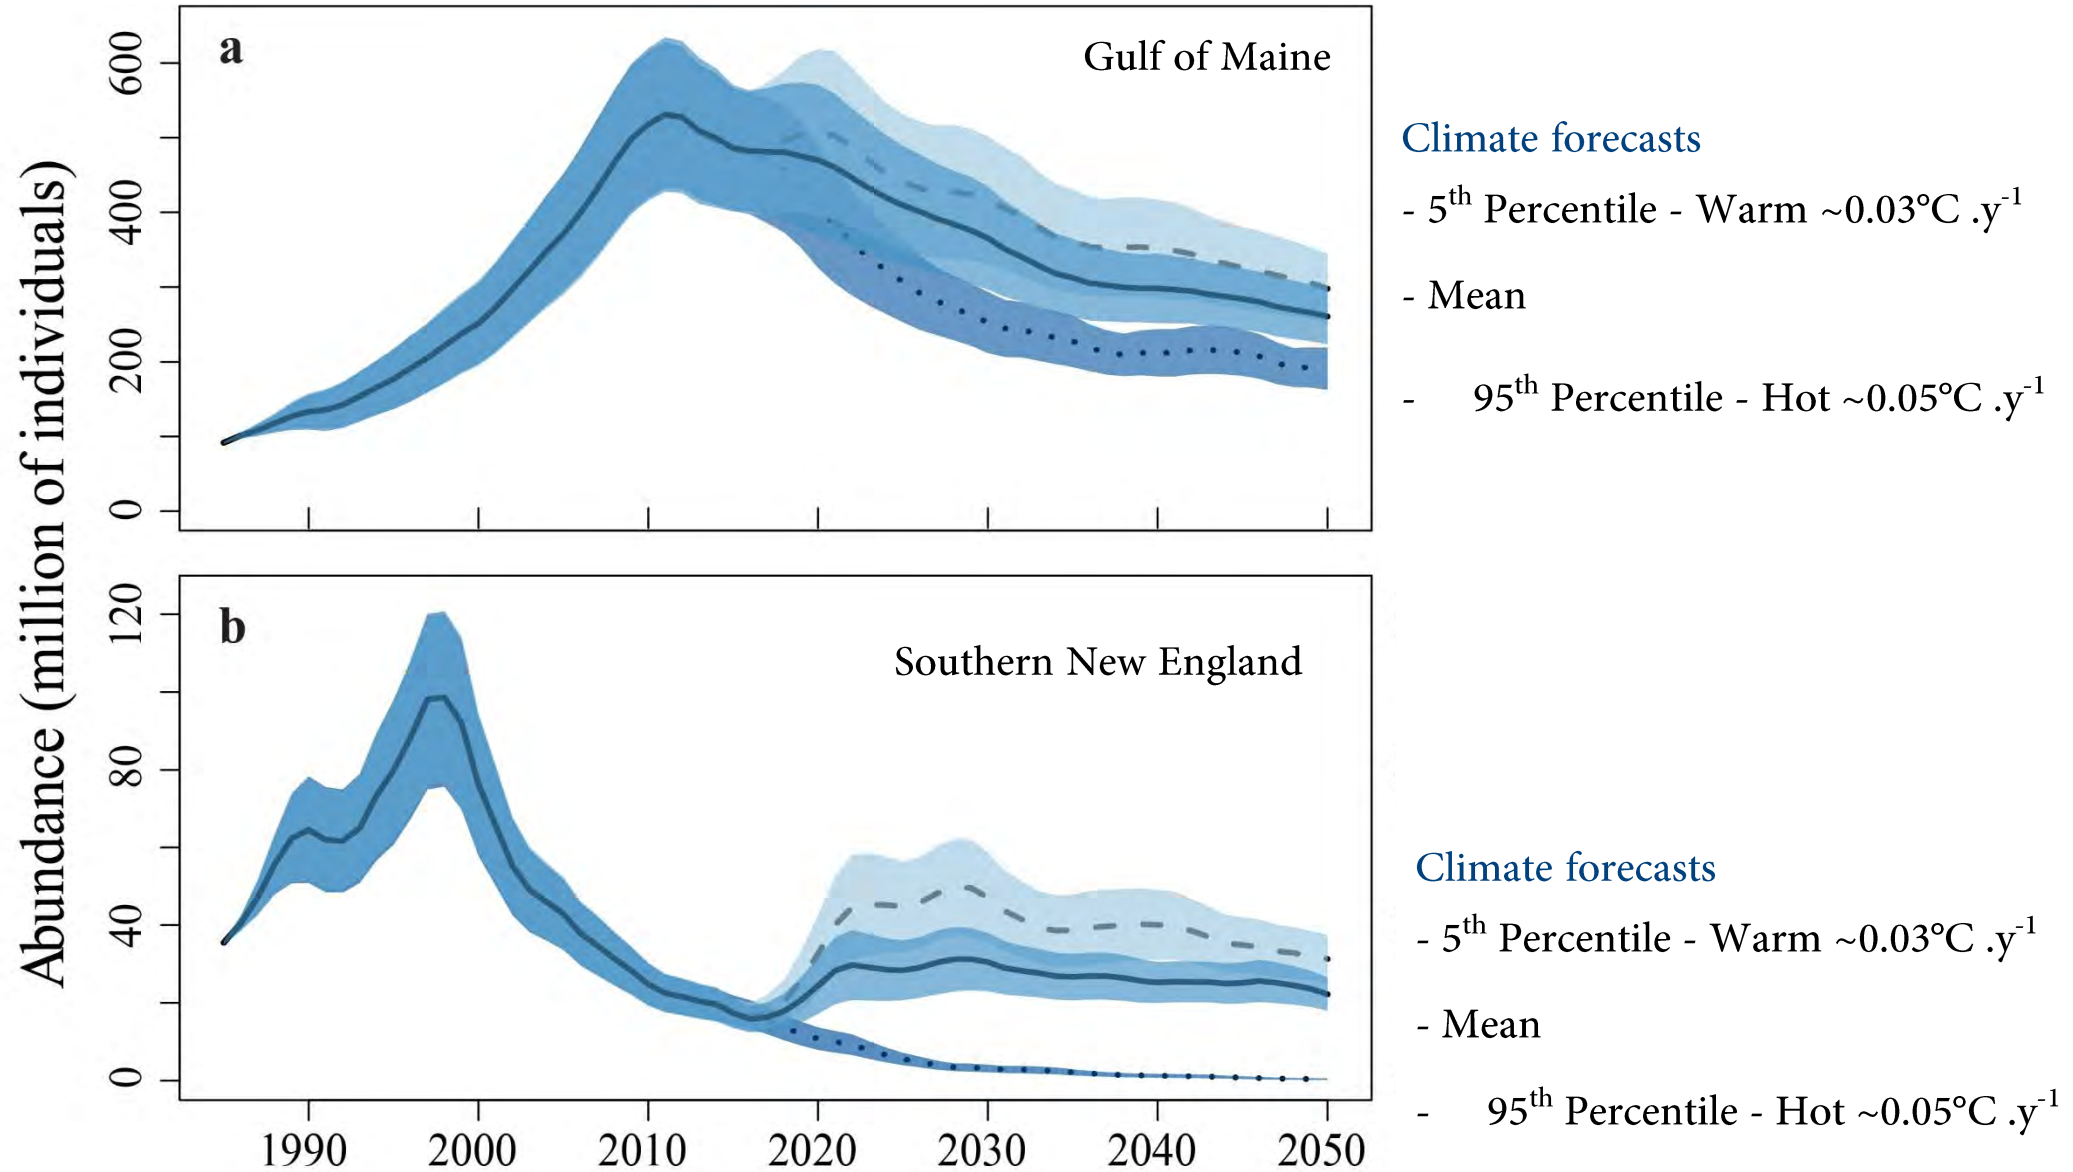 Abundance (million of individuals)
a
Gulf of Maine
600
400
200
0
Climate forecasts
- 5th Percentile - Warm ~0.03°C .y-1
- Mean
- 95th Percentile - Hot ~0.05°C .y-1
b
Southern New England
120
80
40
0
1990 2000 2010 2020 2030 2040 2050
Climate forecasts
- 5th Percentile - Warm ~0.03°C .y-1
- Mean
- 95th Percentile - Hot ~0.05°C .y-1